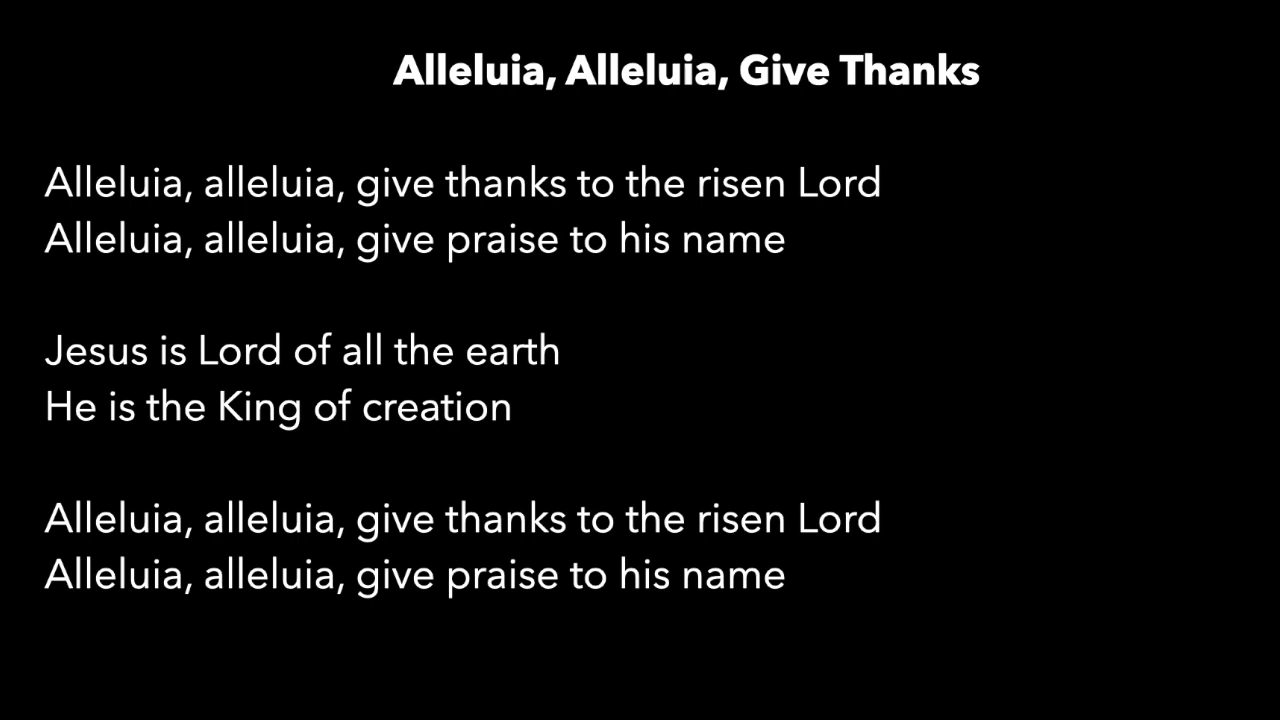 Alleluia, Alleluia, Give Thanks
Alleluia, alleluia, give thanks to the risen Lord
Alleluia, alleluia, give praise to his name
Jesus is Lord of all the earth
He is the King of creation
Alleluia, alleluia, give thanks to the risen Lord
Alleluia, alleluia, give praise to his name